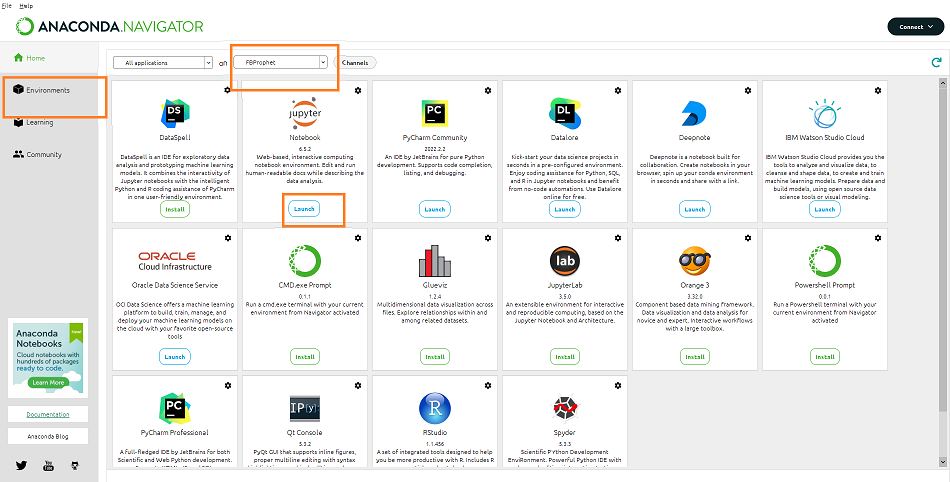 File Help
ANACONDA.NAVIGATOR
Connect
Home
Environments
Learning
Community
All applications
on
FBProphet
Channels
DS
DataSpell
DataSpell is an IDE for exploratory data
analysis and prototyping machine learning
models. It combines the interactivity of
Jupyter notebooks with the intelligent
Python and R coding assistance of PyCharm
in one user-friendly environment.
Install
jupyter
Notebook
6.5.2
Web-based, interactive computing
notebook environment. Edit and run
human-readable docs while describing the
data analysis.
Launch
PC
PyCharm Community
2022.2.2
An IDE by JetBrains for pure Python
development. Supports code completion,
listing, and debugging.
Launch
DL
Datalore
Kick-start your data science projects in
seconds in a pre-configured environment.
Enjoy coding assistance for Python, SQL,
and R in Jupyter notebooks and benefit
from no-code automations. Use Datalore
online for free.
Launch
Deepnote
Deepnote is a notebook built for
collaboration. Create notebooks in your
browser, spin up your conda environment
in seconds and share with a link.
Launch
IBM Watson Studio Cloud
IBM Watson Studio Cloud provides you the
tools to analyze and visualize data, to
cleanse and shape data, to create and train
machine learning models. Prepare data and
build models, using open source data
science tools or visual modeling.
Launch
ORACLE
Cloud Infrastructure
Oracle Data Science Service
OCI Data Science offers a machine learning
platform to build, train, manage, and
deploy your machine learning models on
the cloud with your favorite open-source
tools
Launch
CMD.exe Prompt
0.1.1
Run a cmd.exe terminal with your current
environment from Navigator activated
Install
Glueviz
1.2.4
Multidimensional data visualization across
files. Explore relationships within and
among related datasets.
Install
lab
JupyterLab
3.5.0
An extensible environment for interactive
and reproducible computing, based on the
Jupyter Notebook and Architecture.
Install
Orange 3
3.32.0
Component based data mining framework.
Data visualization and data analysis for
novice and expert. Interactive workflows
with a large toolbox.
Install
Powershell Prompt
0.0.1
Run a Powershell terminal with your
current environment from Navigator
activated
Install
Anaconda
Notebooks
Cloud notebooks with
hundreds of packages
ready to code.
Learn More
Documentation
Anaconda Blog
PC
PyCharm Professional
A full-fledged IDE by JetBrains for both
Scientific and Web Python development.
IP[y]:
Qt Console
5.3.2
PyQt GUI that supports inline figures,
proper multiline editing with syntax
R
RStudio
1.1.456
A set of integrated tools designed to help
you be more productive with R. Includes R
Spyder
5.3.3
Scientific PYthon Development
EnviRonment. Powerful Python IDE with